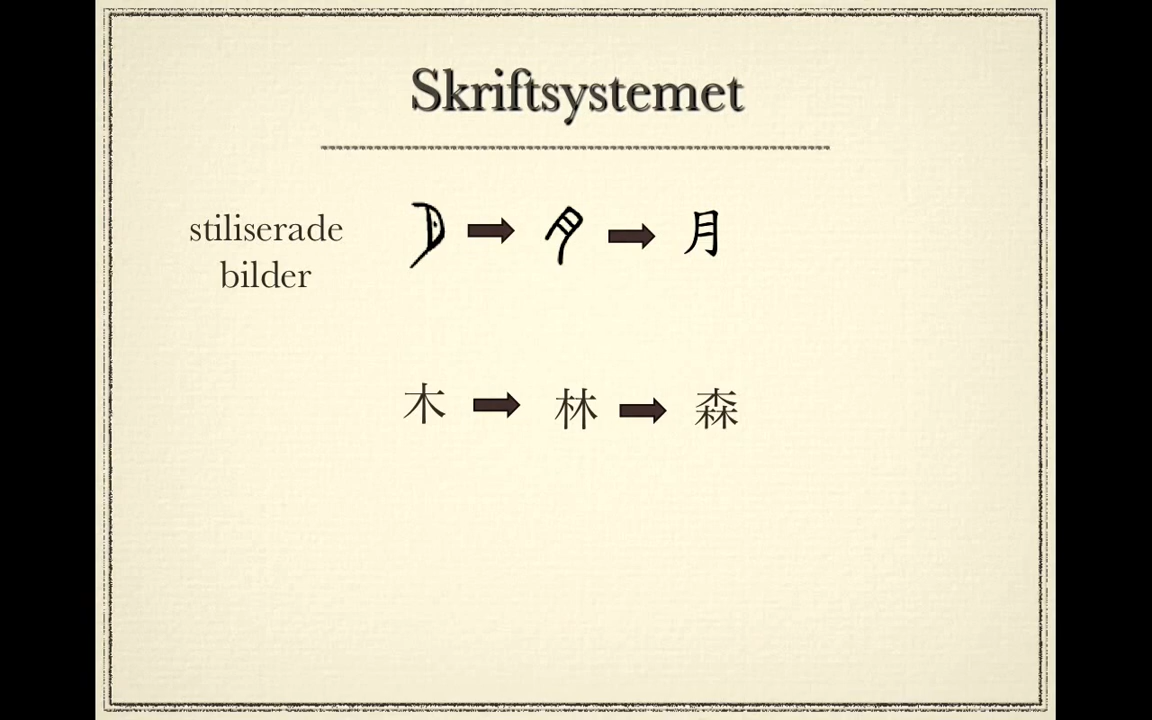 Skriftsystemet
stiliserade
bilder
月
木 林 森